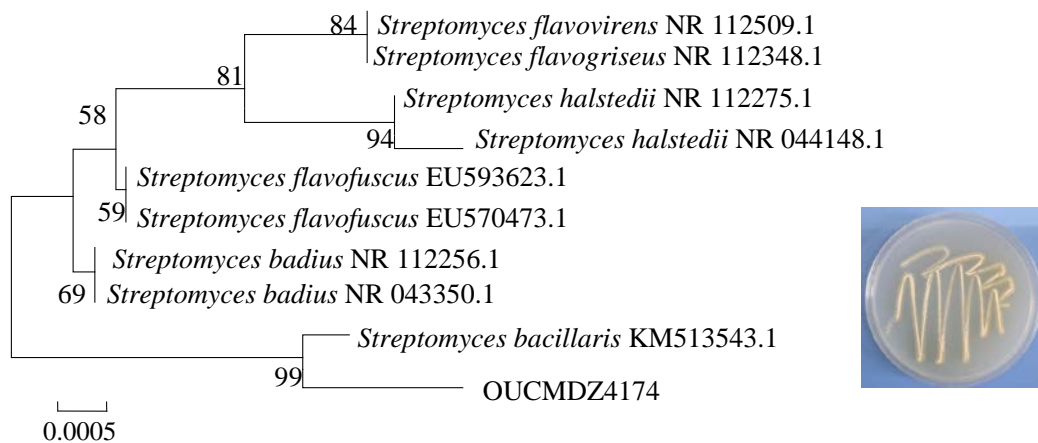 84 Streptomyces flavovirens NR 112509.1
Streptomyces flavogriseus NR 112348.1
81
Streptomyces halstedii NR 112275.1
58
94 Streptomyces halstedii NR 044148.1
Streptomyces flavofuscus EU593623.1
59 Streptomyces flavofuscus EU570473.1
Streptomyces badius NR 112256.1
69 Streptomyces badius NR 043350.1
Streptomyces bacillaris KM513543.1
99
OUCMDZ4174
0.0005